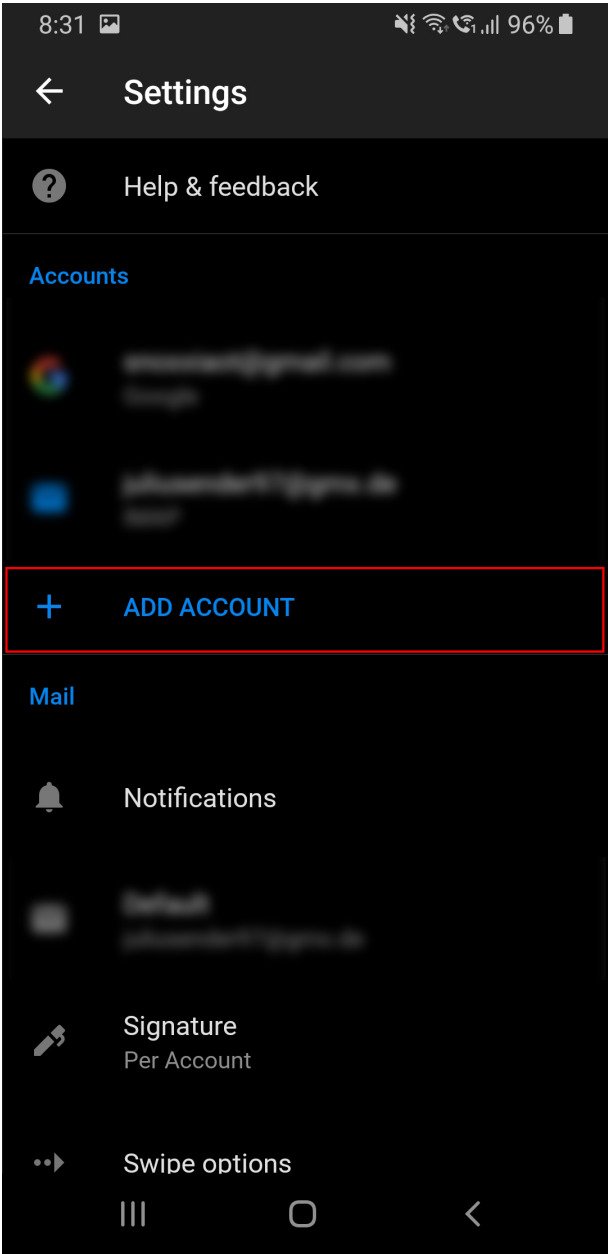 8:31 96%
Settings
Help & feedback
Accounts
ADD ACCOUNT
Mail
Notifications
Signature
Per Account
Swipe options